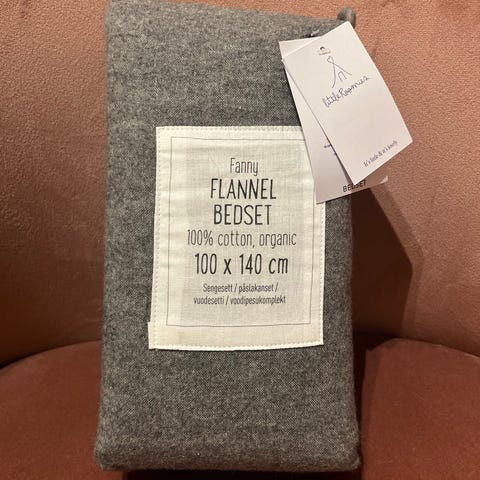 Fanny
FLANNEL
BEDSET
100% cotton, organic
100 x 140 cm
Sengesett / påslakanset /
vuodesetti / voodipesukomplekt
littleRoomies
it's little & it's lovely
BEDSET